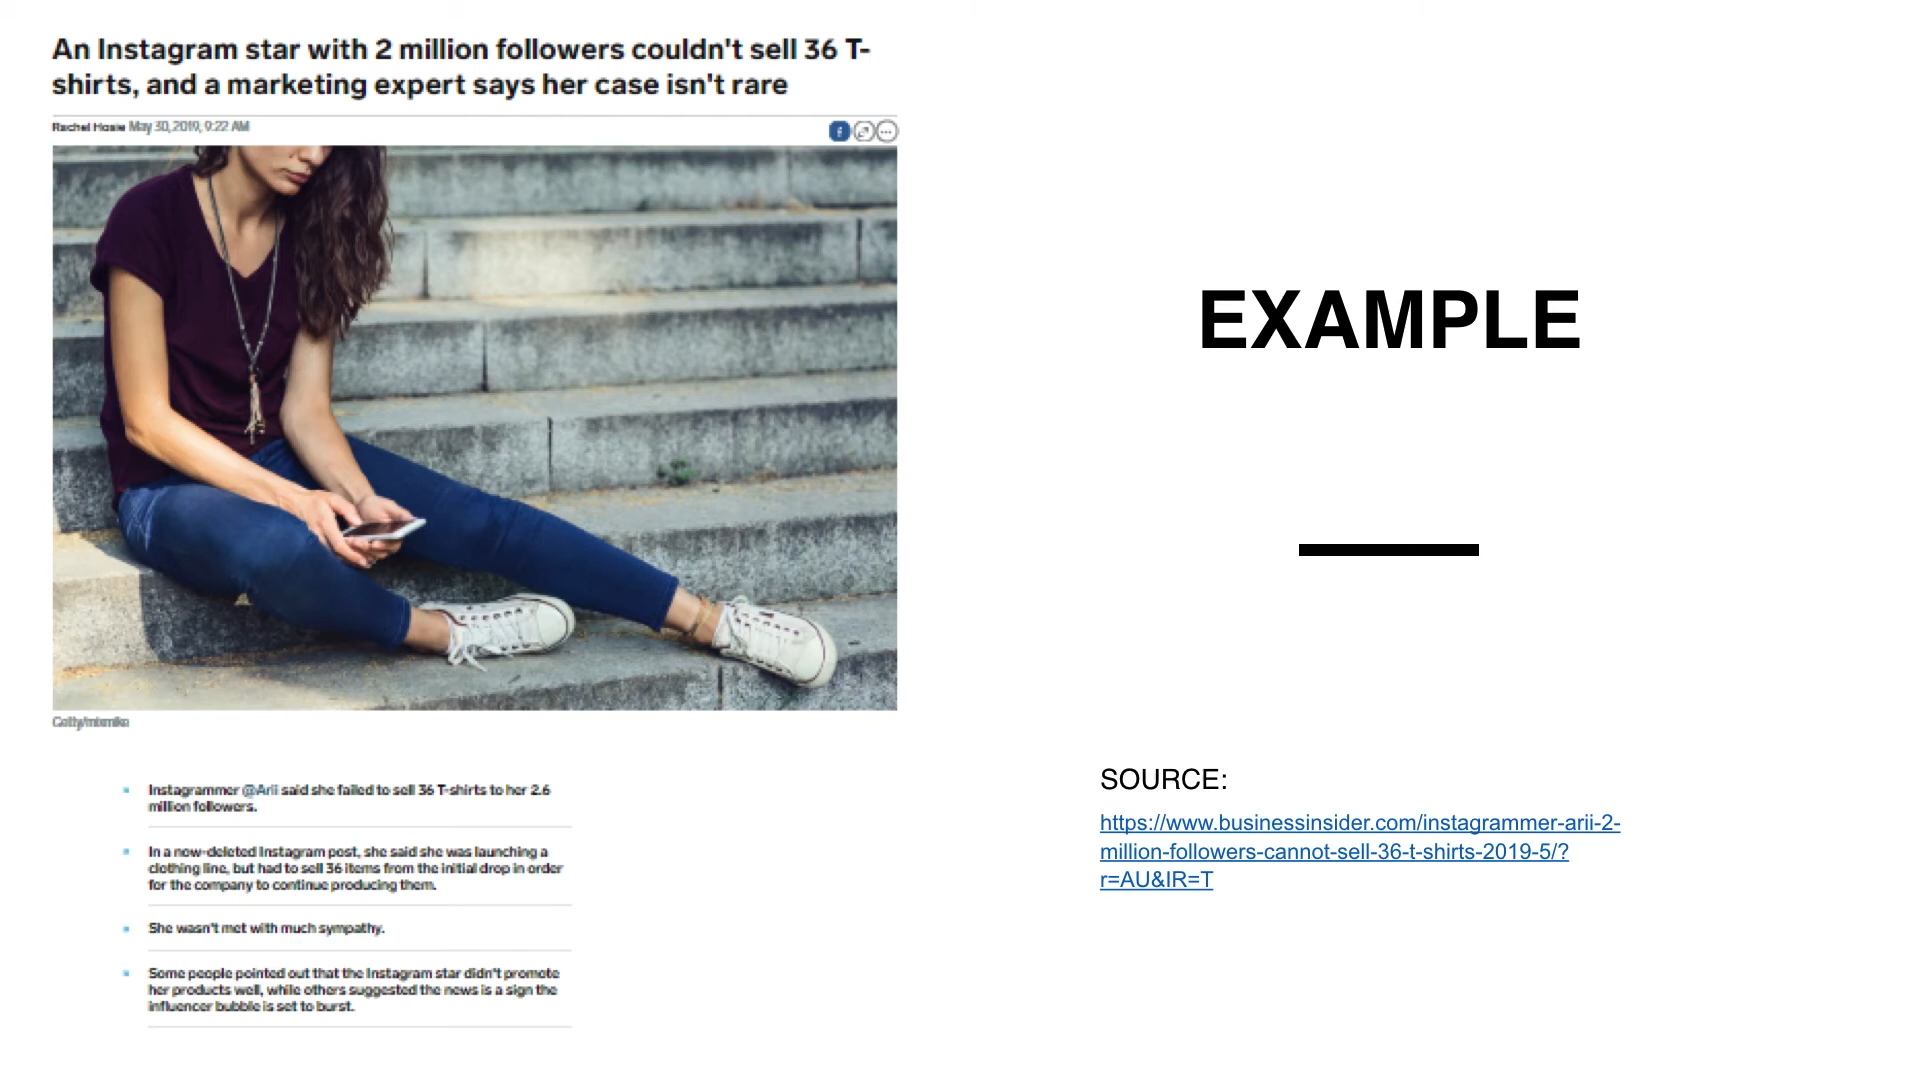 An Instagram star with 2 million followers couldn't sell 36 T-
shirts, and a marketing expert says her case isn't rare
Rachel Hosie May 30, 2019, 9:22 AM
Getty/mixmike
Instagrammer @Arii said she failed to sell 36 T-shirts to her 2.6
million followers.
In a now-deleted Instagram post, she said she was launching a
clothing line, but had to sell 36 items from the initial drop in order
for the company to continue producing them.
She wasn't met with much sympathy.
Some people pointed out that the Instagram star didn't promote
her products well, while others suggested the news is a sign the
influencer bubble is set to burst.
EXAMPLE
SOURCE:
https://www.businessinsider.com/instagrammer-arii-2-
million-followers-cannot-sell-36-t-shirts-2019-5/?
r=AU&IR=T